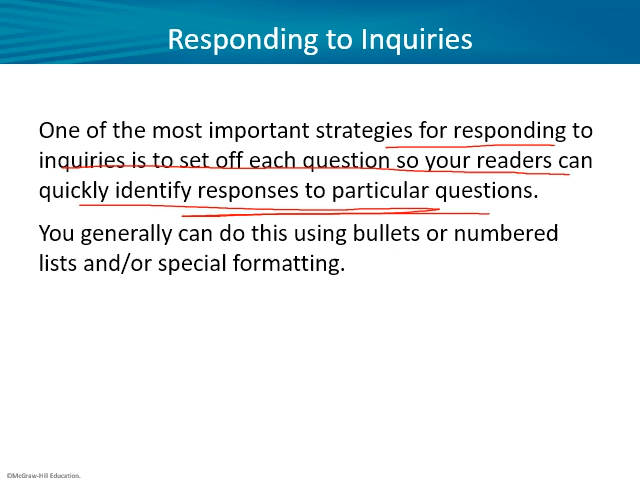 Responding to Inquiries
One of the most important strategies for responding to
inquiries is to set off each question so your readers can
quickly identify responses to particular questions.
You generally can do this using bullets or numbered
lists and/or special formatting.
©McGraw-Hill Education.